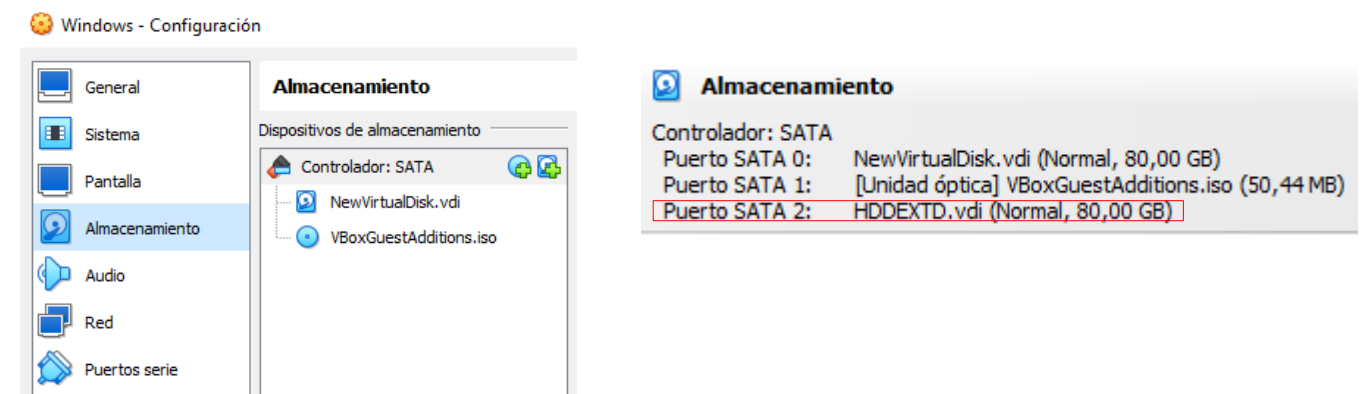 Windows - Configuración
General
Sistema
Pantalla
Almacenamiento
Audio
Red
Puertos serie
Almacenamiento
Dispositivos de almacenamiento
Controlador: SATA
NewVirtualDisk.vdi
VBoxGuestAdditions.iso
Almacenamiento
Controlador: SATA
Puerto SATA 0: NewVirtualDisk.vdi (Normal, 80,00 GB)
Puerto SATA 1: [Unidad óptica] VBoxGuestAdditions.iso (50,44 MB)
Puerto SATA 2: HDDEXTD.vdi (Normal, 80,00 GB)